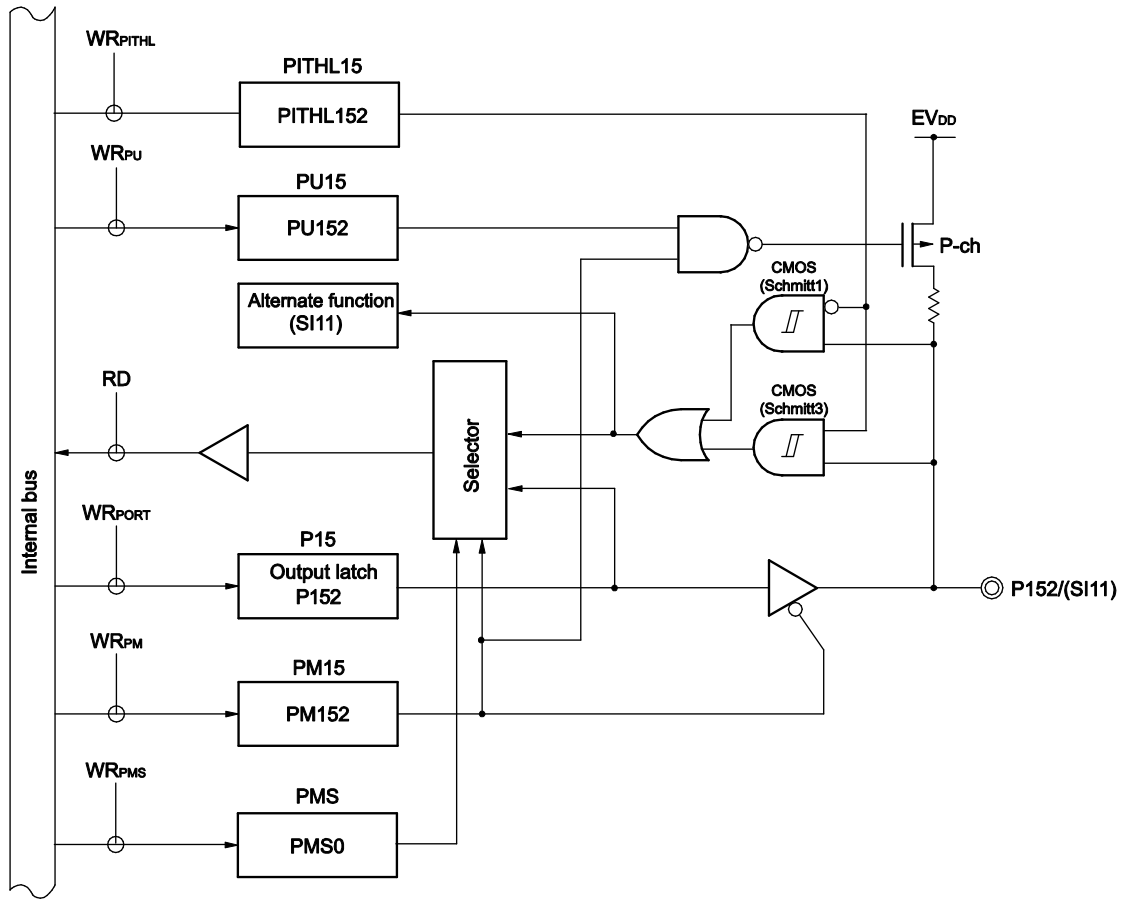 WRPITHL
PITHL15
PITHL152
EVDD
WRPU
PU15
PU152
P-ch
CMOS
(Schmitt1)
Alternate function
(SI11)
RD
Selector
CMOS
(Schmitt3)
Internal bus
WRPORT
P15
Output latch
P152
P152/(SI11)
WRPM
PM15
PM152
WRPMS
PMS
PMS0